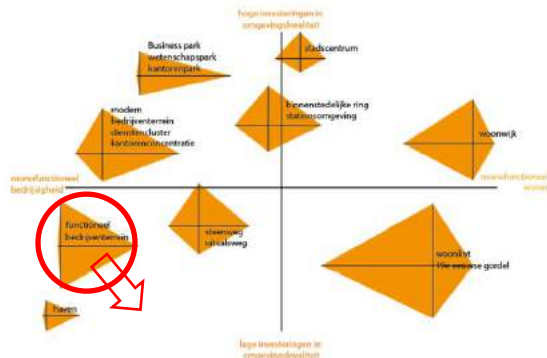 hoge investeringen in
omgevingskwaliteit
Business park
wetenschapspark
kantorenpark
stadscentrum
modern
bedrijventerrein
dienstencluster
kantorenconcentratie
binnenstedelijke ring
stationsomgeving
woonwijk
monofunctioneel
bedrijvigheid
monofunctioneel
wonen
functioneel
bedrijventerrein
steenweg
uitvalsweg
woonlint
19e eeuwse gordel
haven
lage investeringen in
omgevingskwaliteit